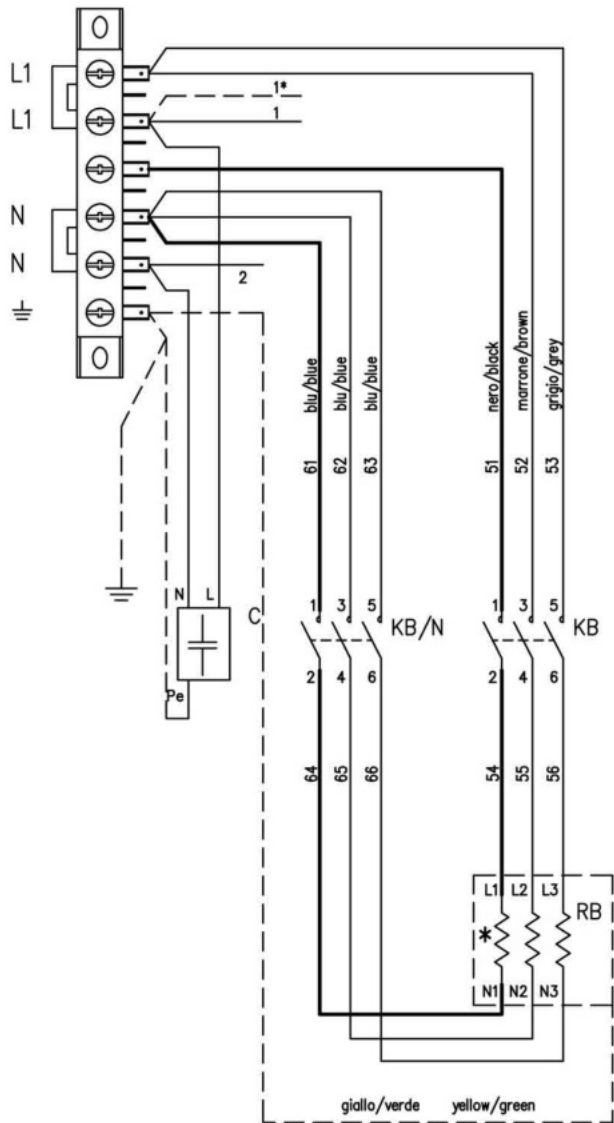 L1
L1
N
N
1*
1
2
blu/blue
blu/blue
blu/blue
nero/black
marrone/brown
grigio/grey
61
62
63
51
52
53
N L
C
Pe
1 3 5
KB/N
2 4 6
1 3 5
KB
2 4 6
64
65
66
54
55
56
L1 L2 L3
RB
*
N1 N2 N3
giallo/verde yellow/green